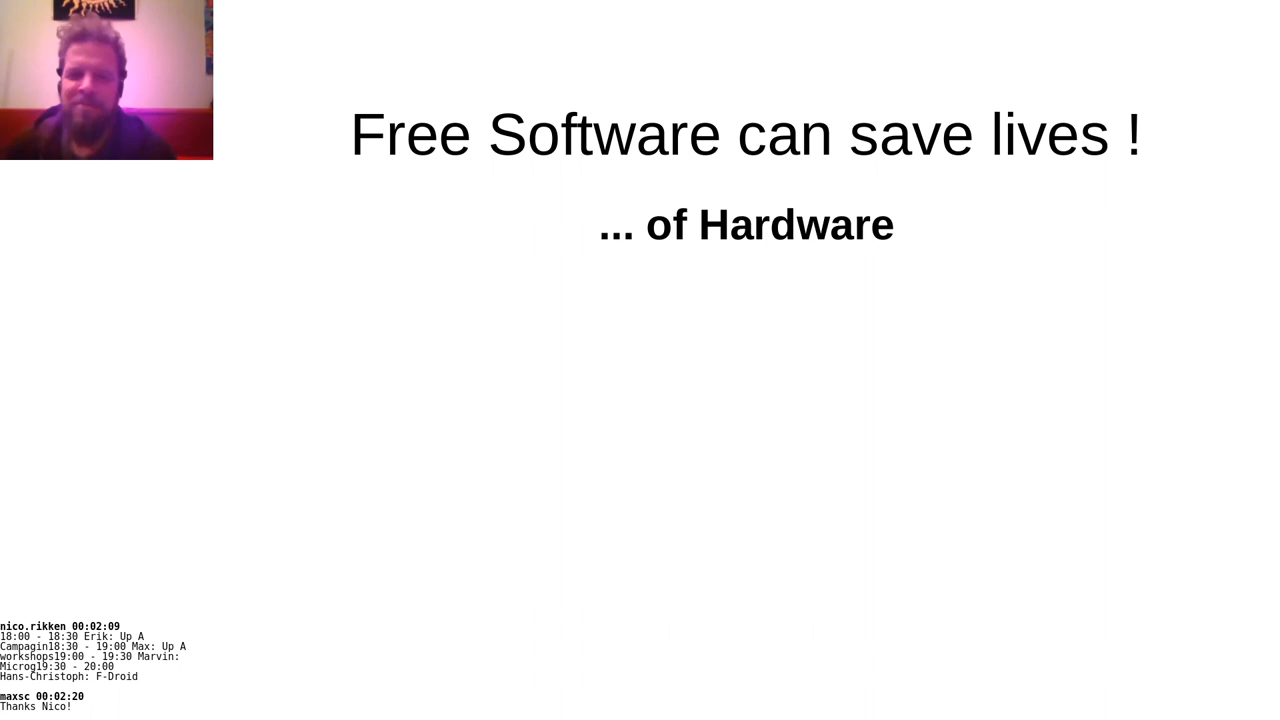 Free Software can save lives !
... of Hardware
nico.rikken 00:02:09
18:00 - 18:30 Erik: Up A
Campagin18:30 - 19:00 Max: Up A
workshops19:00 - 19:30 Marvin:
Microg19:30 - 20:00
Hans-Christoph: F-Droid
maxsc 00:02:20
Thanks Nico!